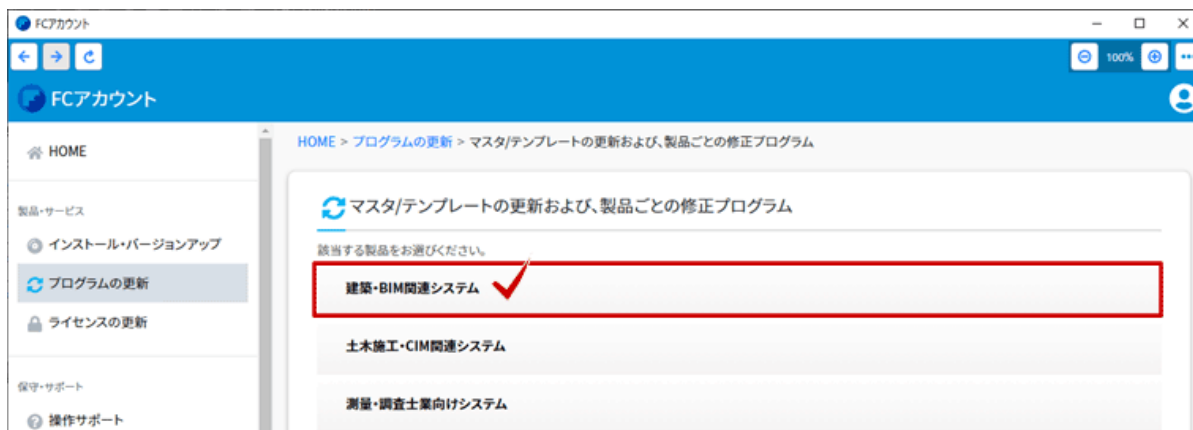 FCアカウント
100%
FCアカウント
HOME
製品・サービス
インストール・バージョンアップ
プログラムの更新
ライセンスの更新
保守・サポート
操作サポート
HOME > プログラムの更新 > マスタ/テンプレートの更新および、製品ごとの修正プログラム
マスタ/テンプレートの更新および、製品ごとの修正プログラム
該当する製品をお選びください。
建築・BIM関連システム
土木施工・CIM関連システム
測量・調査士業向けシステム